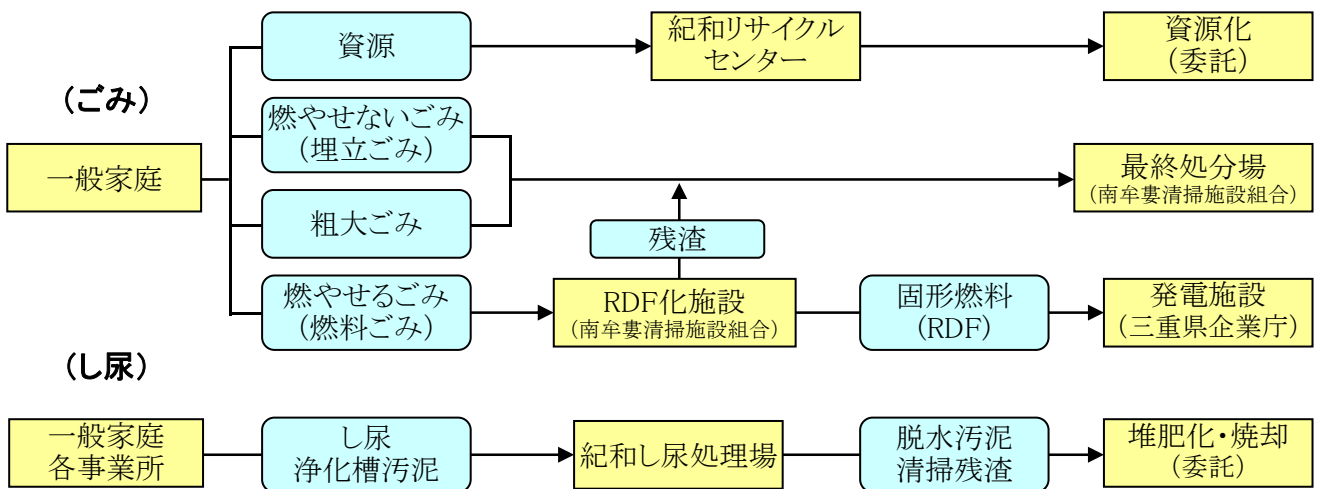 (ごみ)
一般家庭
資源
紀和リサイクル
センター
資源化
(委託)
燃やせないごみ
(埋立ごみ)
粗大ごみ
最終処分場
(南牟婁清掃施設組合)
残渣
燃やせるごみ
(燃料ごみ)
RDF化施設
(南牟婁清掃施設組合)
固形燃料
(RDF)
発電施設
(三重県企業庁)
(し尿)
一般家庭
各事業所
し尿
浄化槽汚泥
紀和し尿処理場
脱水汚泥
清掃残渣
堆肥化・焼却
(委託)